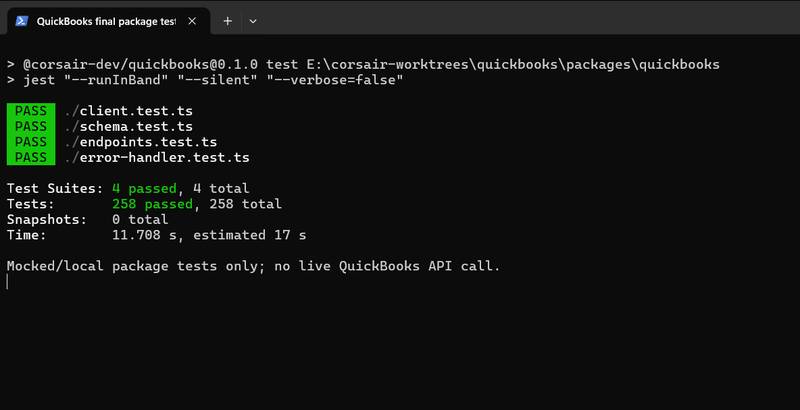 QuickBooks final package test
> @corsair-dev/quickbooks@0.1.0 test E:\corsair-worktrees\quickbooks\packages\quickbooks
> jest "--runInBand" "--silent" "--verbose=false"
PASS ./client.test.ts
PASS ./schema.test.ts
PASS ./endpoints.test.ts
PASS ./error-handler.test.ts
Test Suites: 4 passed, 4 total
Tests: 258 passed, 258 total
Snapshots: 0 total
Time: 11.708 s, estimated 17 s
Mocked/local package tests only; no live QuickBooks API call.